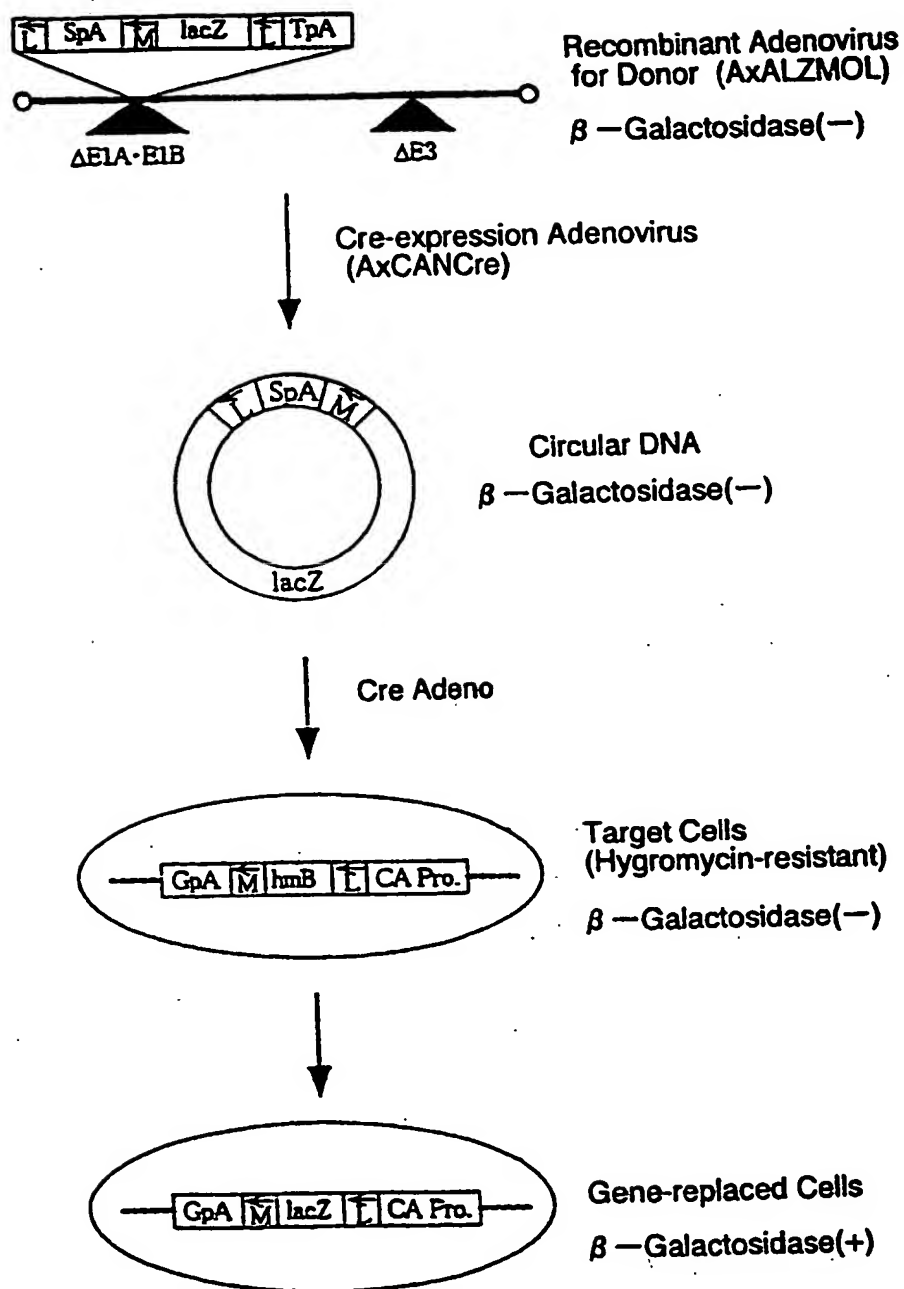 L SpA M lacZ L TpA
Recombinant Adenovirus
for Donor (AxALZMOL)
β —Galactosidase(—)
ΔE1A·E1B
ΔE3
Cre-expression Adenovirus
(AxCANCre)
L SpA M
lacZ
Circular DNA
β —Galactosidase(—)
Cre Adeno
GpA M hmB L CA Pro.
Target Cells
(Hygromycin-resistant)
β —Galactosidase(—)
GpA M lacZ L CA Pro.
Gene-replaced Cells
β —Galactosidase(+)